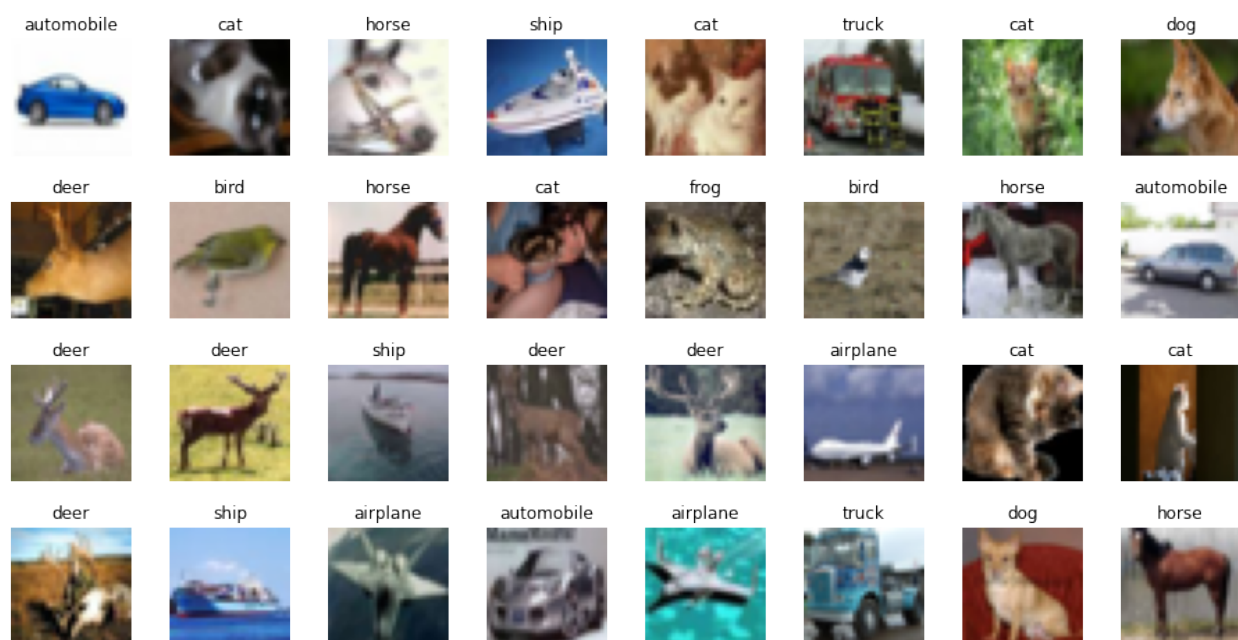 automobile cat horse ship cat truck cat dog
deer bird horse cat frog bird horse automobile
deer deer ship deer deer airplane cat cat
deer ship airplane automobile airplane truck dog horse